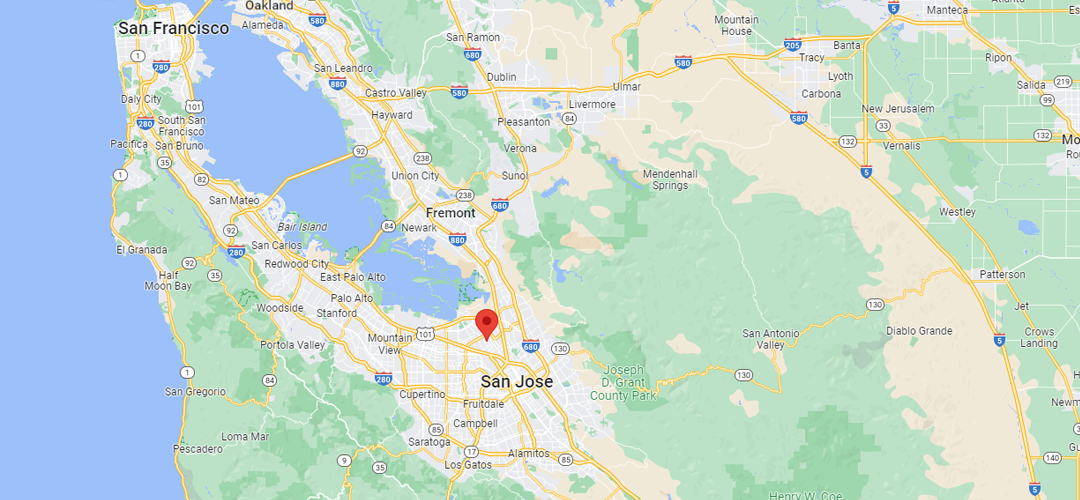 Oakland
Alameda
580
San Francisco
1
280
San Leandro
880
Daly City
101
South San
Francisco
280
Pacifica
San Bruno
35
1
82
92
San Mateo
92
Bair Island
San Carlos
280
El Granada
92
Half
Moon Bay
35
Redwood City
East Palo Alto
Palo Alto
Woodside
Stanford
Portola Valley
Mountain
View
101
1
84
280
San Gregorio
Cupertino
Loma Mar
Pescadero
9
35
San Ramon
680
Dublin
Castro Valley
580
Hayward
Pleasanton
Livermore
84
Verona
238
Union City
Sunol
238
680
Fremont
84
Newark
880
680
130
San Jose
Fruitdale
Campbell
85
Saratoga
17
Los Gatos
Alamitos
85
Joseph
D. Grant
County Park
130
San Antonio
Valley
130
Henry W. Coe
580
Ulmar
Mendenhall
Springs
Mountain
House
205
Banta
Tracy
Lyoth
Carbona
580
5
Manteca
Ripon
Salida
219
99
New Jerusalem
33
132
Vernalis
132
5
Westley
Patterson
Diablo Grande
Jet
5
Crows
Landing
140
5